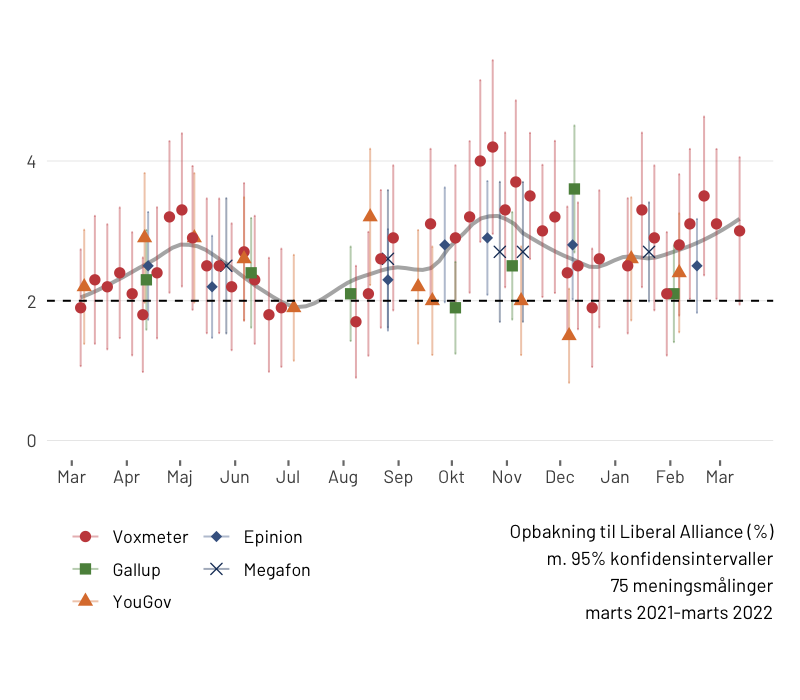 4
2
0
Mar Apr Maj Jun Jul Aug Sep Okt Nov Dec Jan Feb Mar
Voxmeter Epinion
Gallup Megafon
YouGov
Opbakning til Liberal Alliance (%)
m. 95% konfidensintervaller
75 meningsmålinger
marts 2021-marts 2022